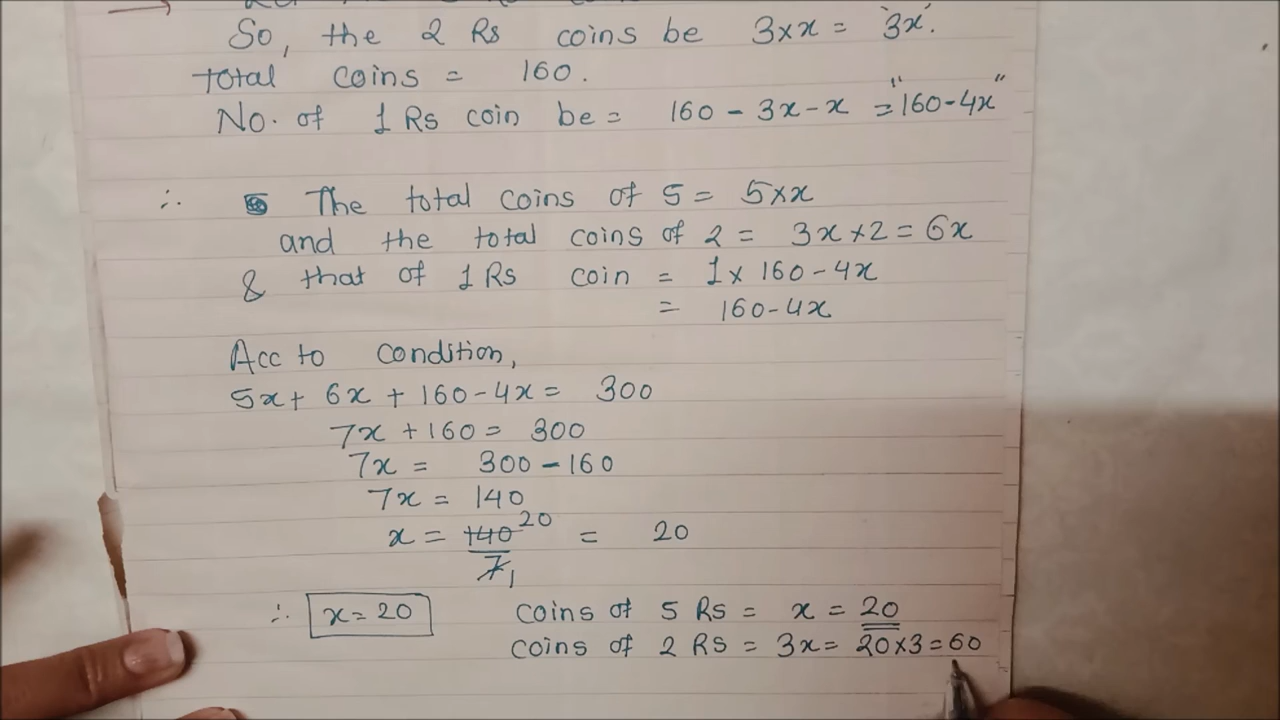 So, the 2 Rs coins be 3×x = '3x'.
Total coins = 160.
No. of 1 Rs coin be = 160 - 3x - x = "160-4x"
∴ The total coins of 5 = 5×x
and the total coins of 2 = 3x×2 = 6x
& that of 1 Rs coin = 1× 160-4x
= 160-4x
Acc to condition,
5x + 6x + 160-4x = 300
7x + 160 = 300
7x = 300 - 160
7x = 140
x = 140 20 = 20
7 1
∴ x = 20 coins of 5 Rs = x = 20
coins of 2 Rs = 3x = 20×3 = 60